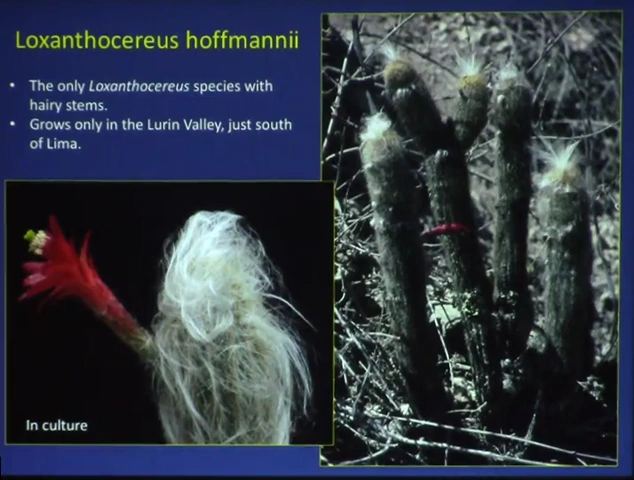 Loxanthocereus hoffmannii
• The only Loxanthocereus species with
hairy stems.
• Grows only in the Lurin Valley, just south
of Lima.
In culture